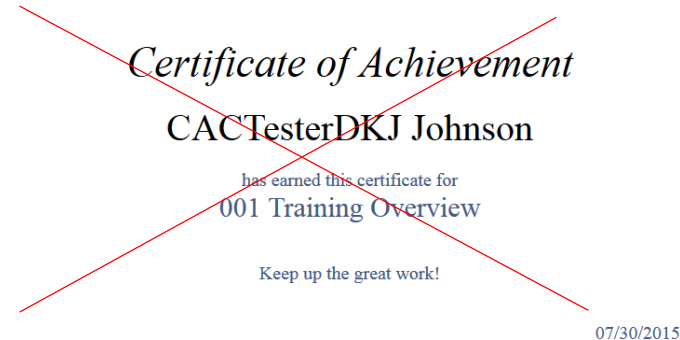 Certificate of Achievement
CACTesterDKJ Johnson
has earned this certificate for
001 Training Overview
Keep up the great work!
07/30/2015